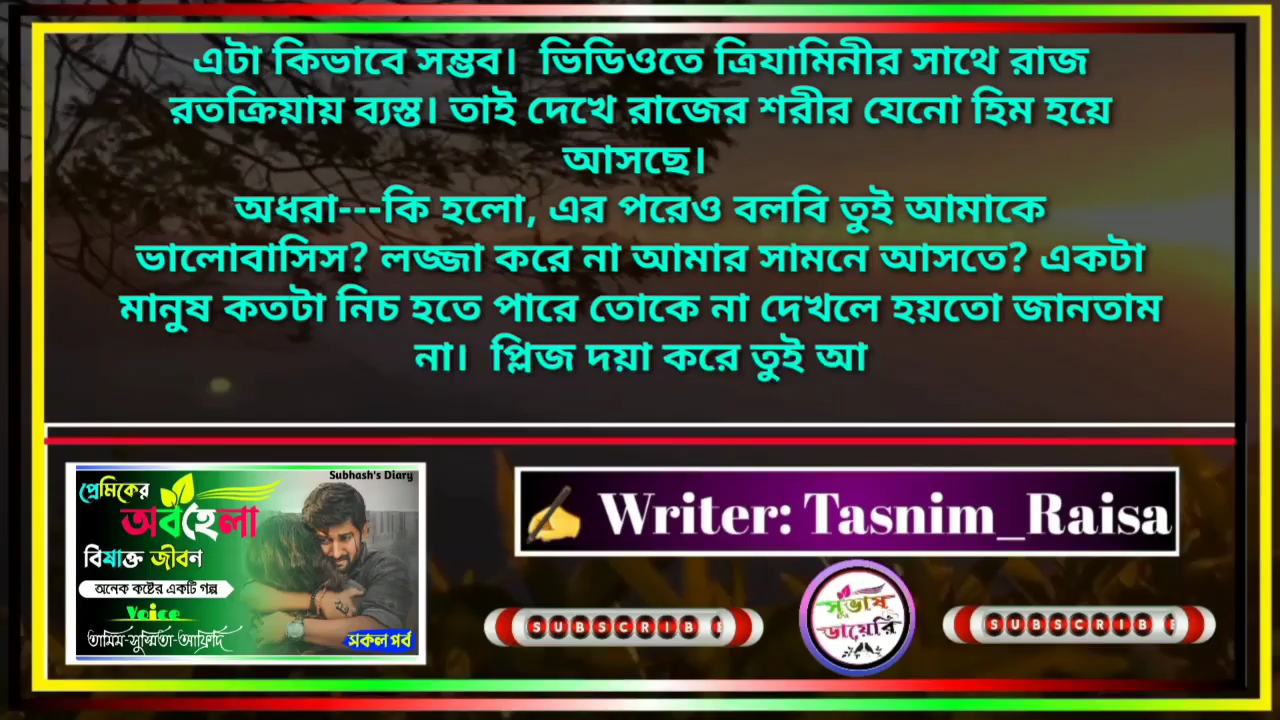 এটা কিভাবে সম্ভব। ভিডিওতে ত্রিযামিনীর সাথে রাজ
রতক্রিয়ায় ব্যস্ত। তাই দেখে রাজের শরীর যেনো হিম হয়ে
আসছে।
অধরা---কি হলো, এর পরেও বলবি তুই আমাকে
ভালোবাসিস? লজ্জা করে না আমার সামনে আসতে? একটা
মানুষ কতটা নিচ হতে পারে তোকে না দেখলে হয়তো জানতাম
না। প্লিজ দয়া করে তুই আ
Subhash's Diary
প্রেমিকের
অবহেলা
বিষাক্ত জীবন
অনেক কষ্টের একটি গল্প
Voice
তামিম-সুস্মিতা-আফ্রিদি
সকল পর্ব
✍ Writer: Tasnim_Raisa
SUBSCRIBE
সুভাষ
ডায়েরি
SUBSCRIBE